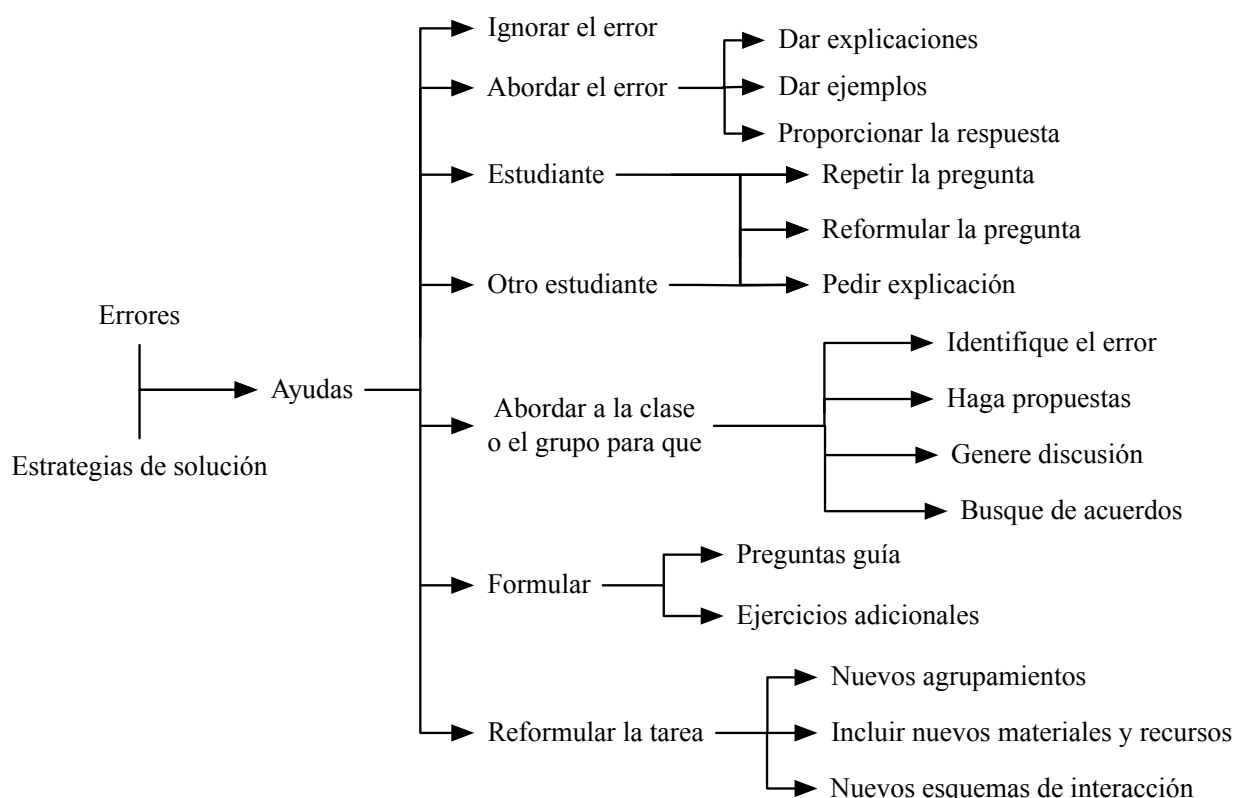 Errores
Estrategias de solución
Ayudas
Ignorar el error
Abordar el error
Dar explicaciones
Dar ejemplos
Proporcionar la respuesta
Estudiante
Otro estudiante
Repetir la pregunta
Reformular la pregunta
Pedir explicación
Abordar a la clase
o el grupo para que
Identifique el error
Haga propuestas
Genere discusión
Busque de acuerdos
Formular
Preguntas guía
Ejercicios adicionales
Reformular la tarea
Nuevos agrupamientos
Incluir nuevos materiales y recursos
Nuevos esquemas de interacción